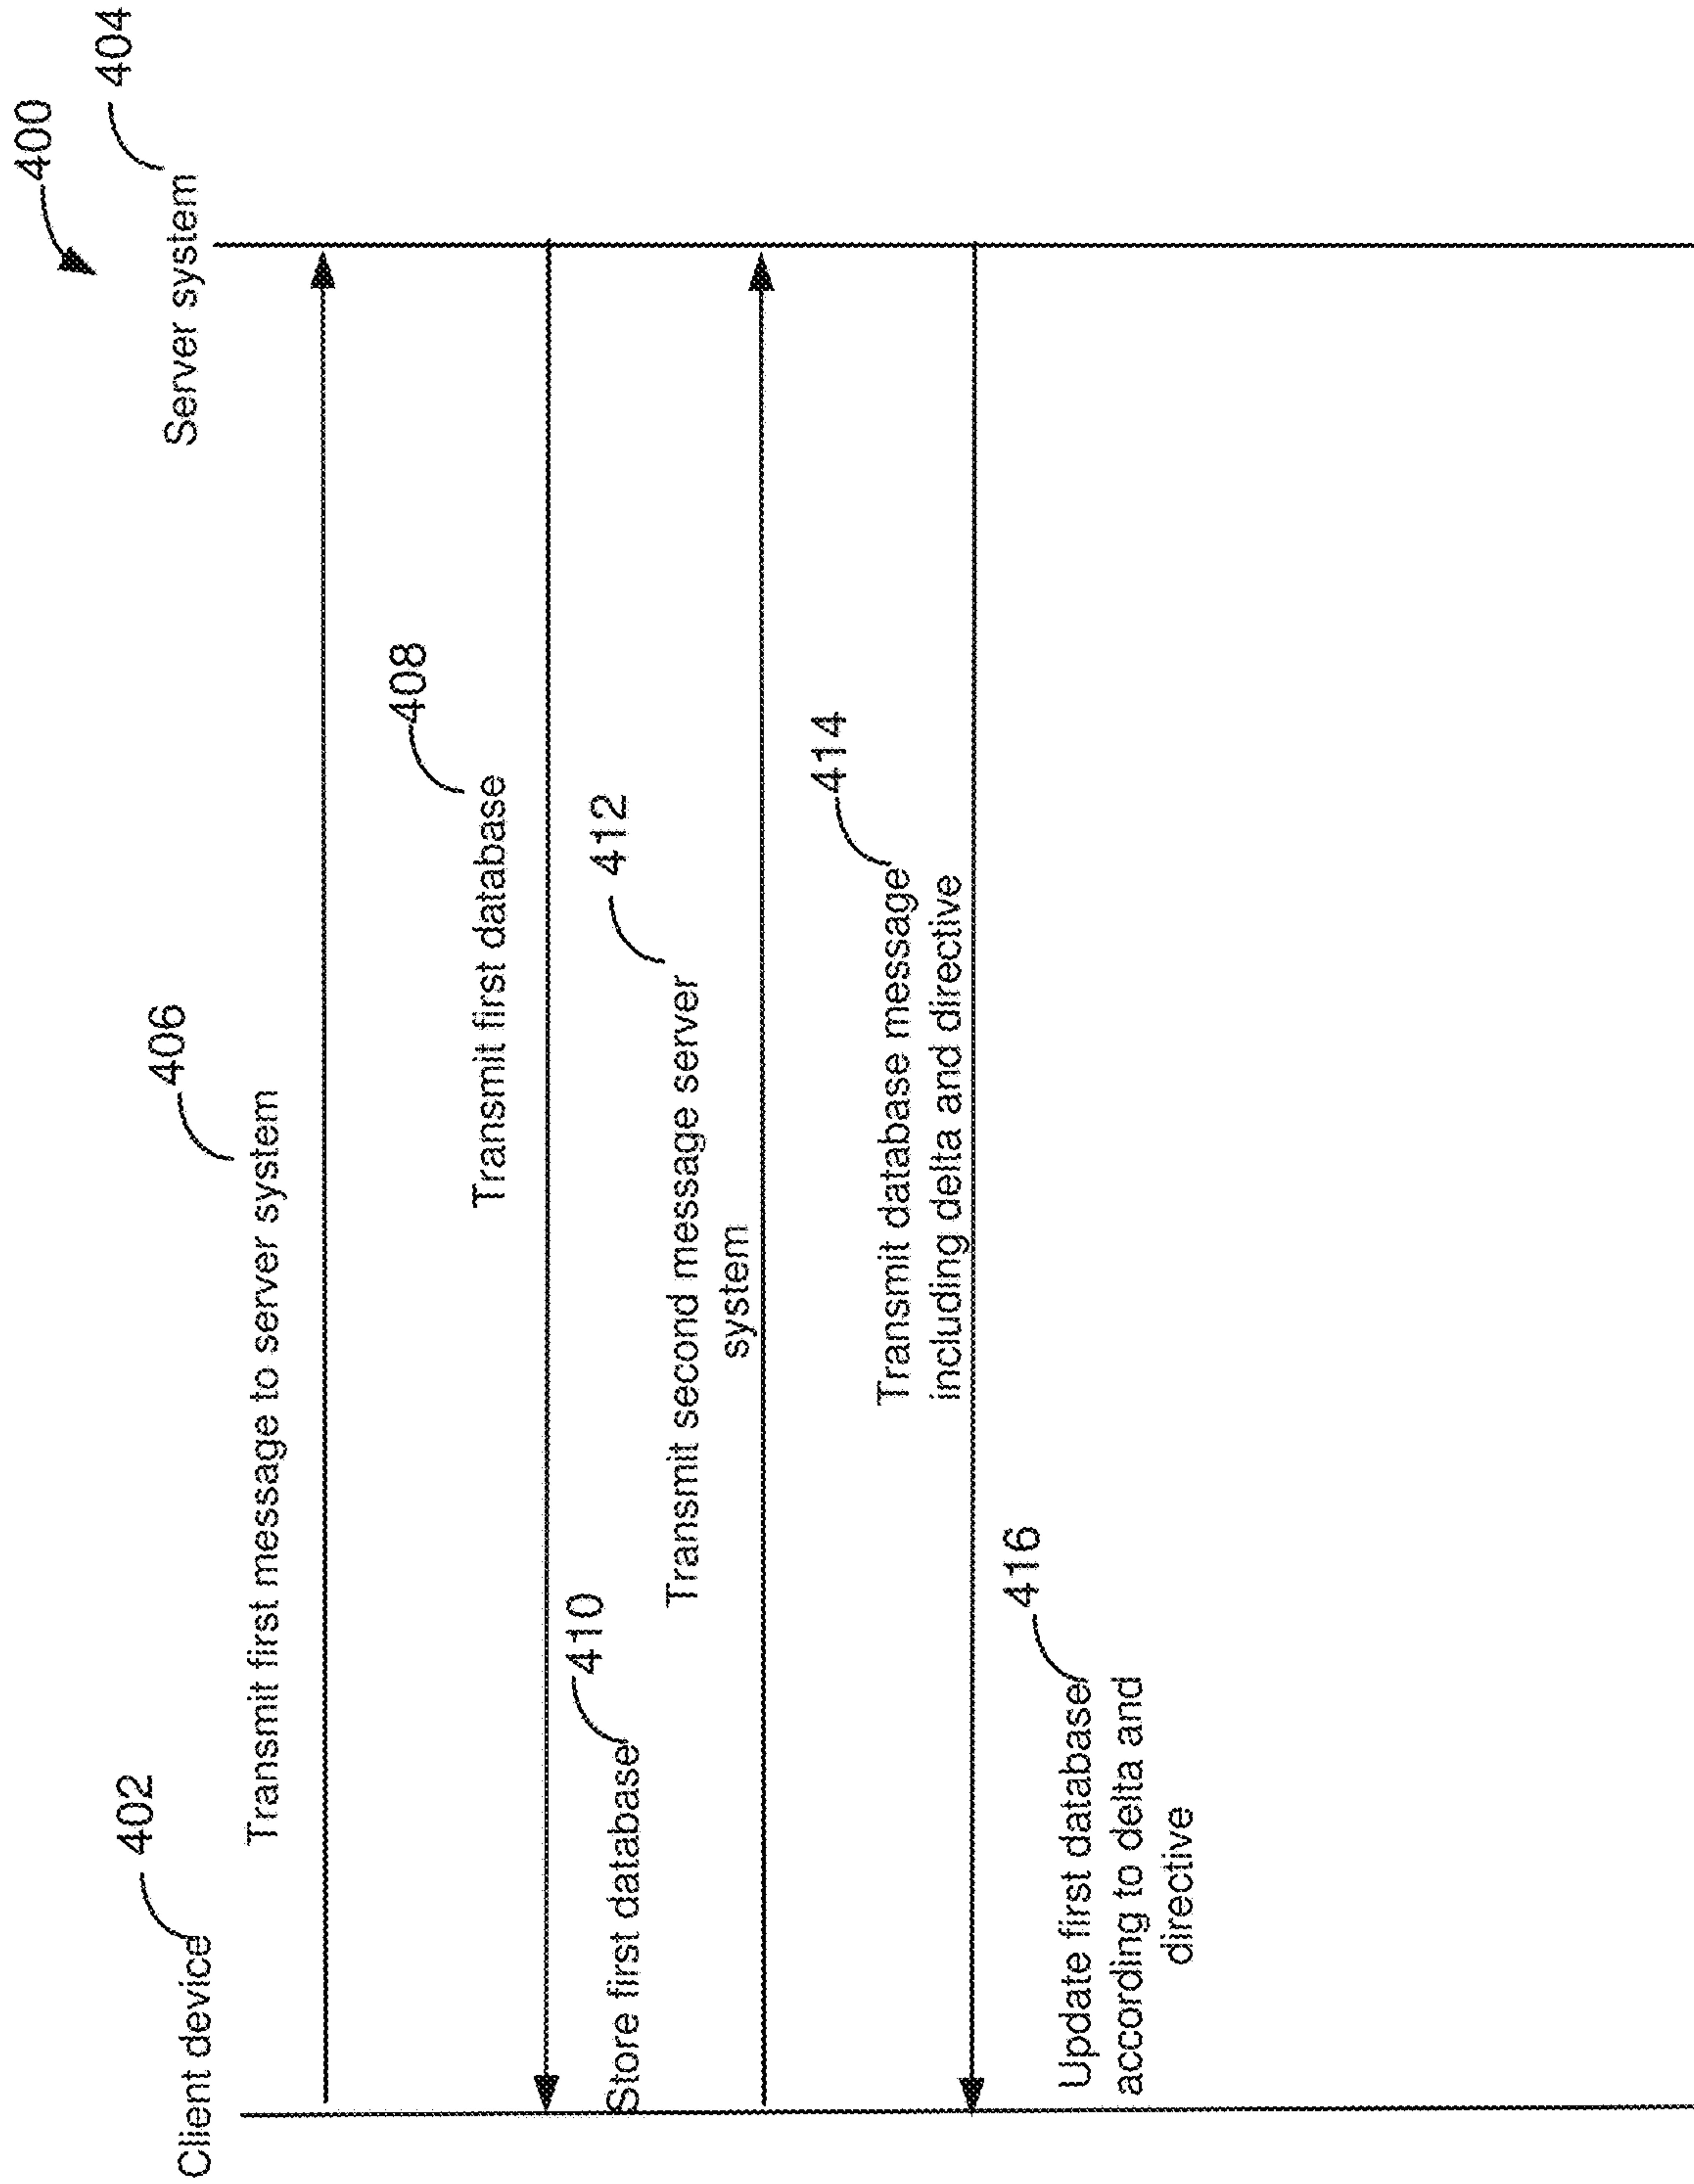 400
Client device
402
Server system
404
Transmit first message to server system
406
Transmit first database
408
Store first database
410
Transmit second message server
system
412
Transmit database message
including delta and directive
414
Update first database
according to delta and
directive
416